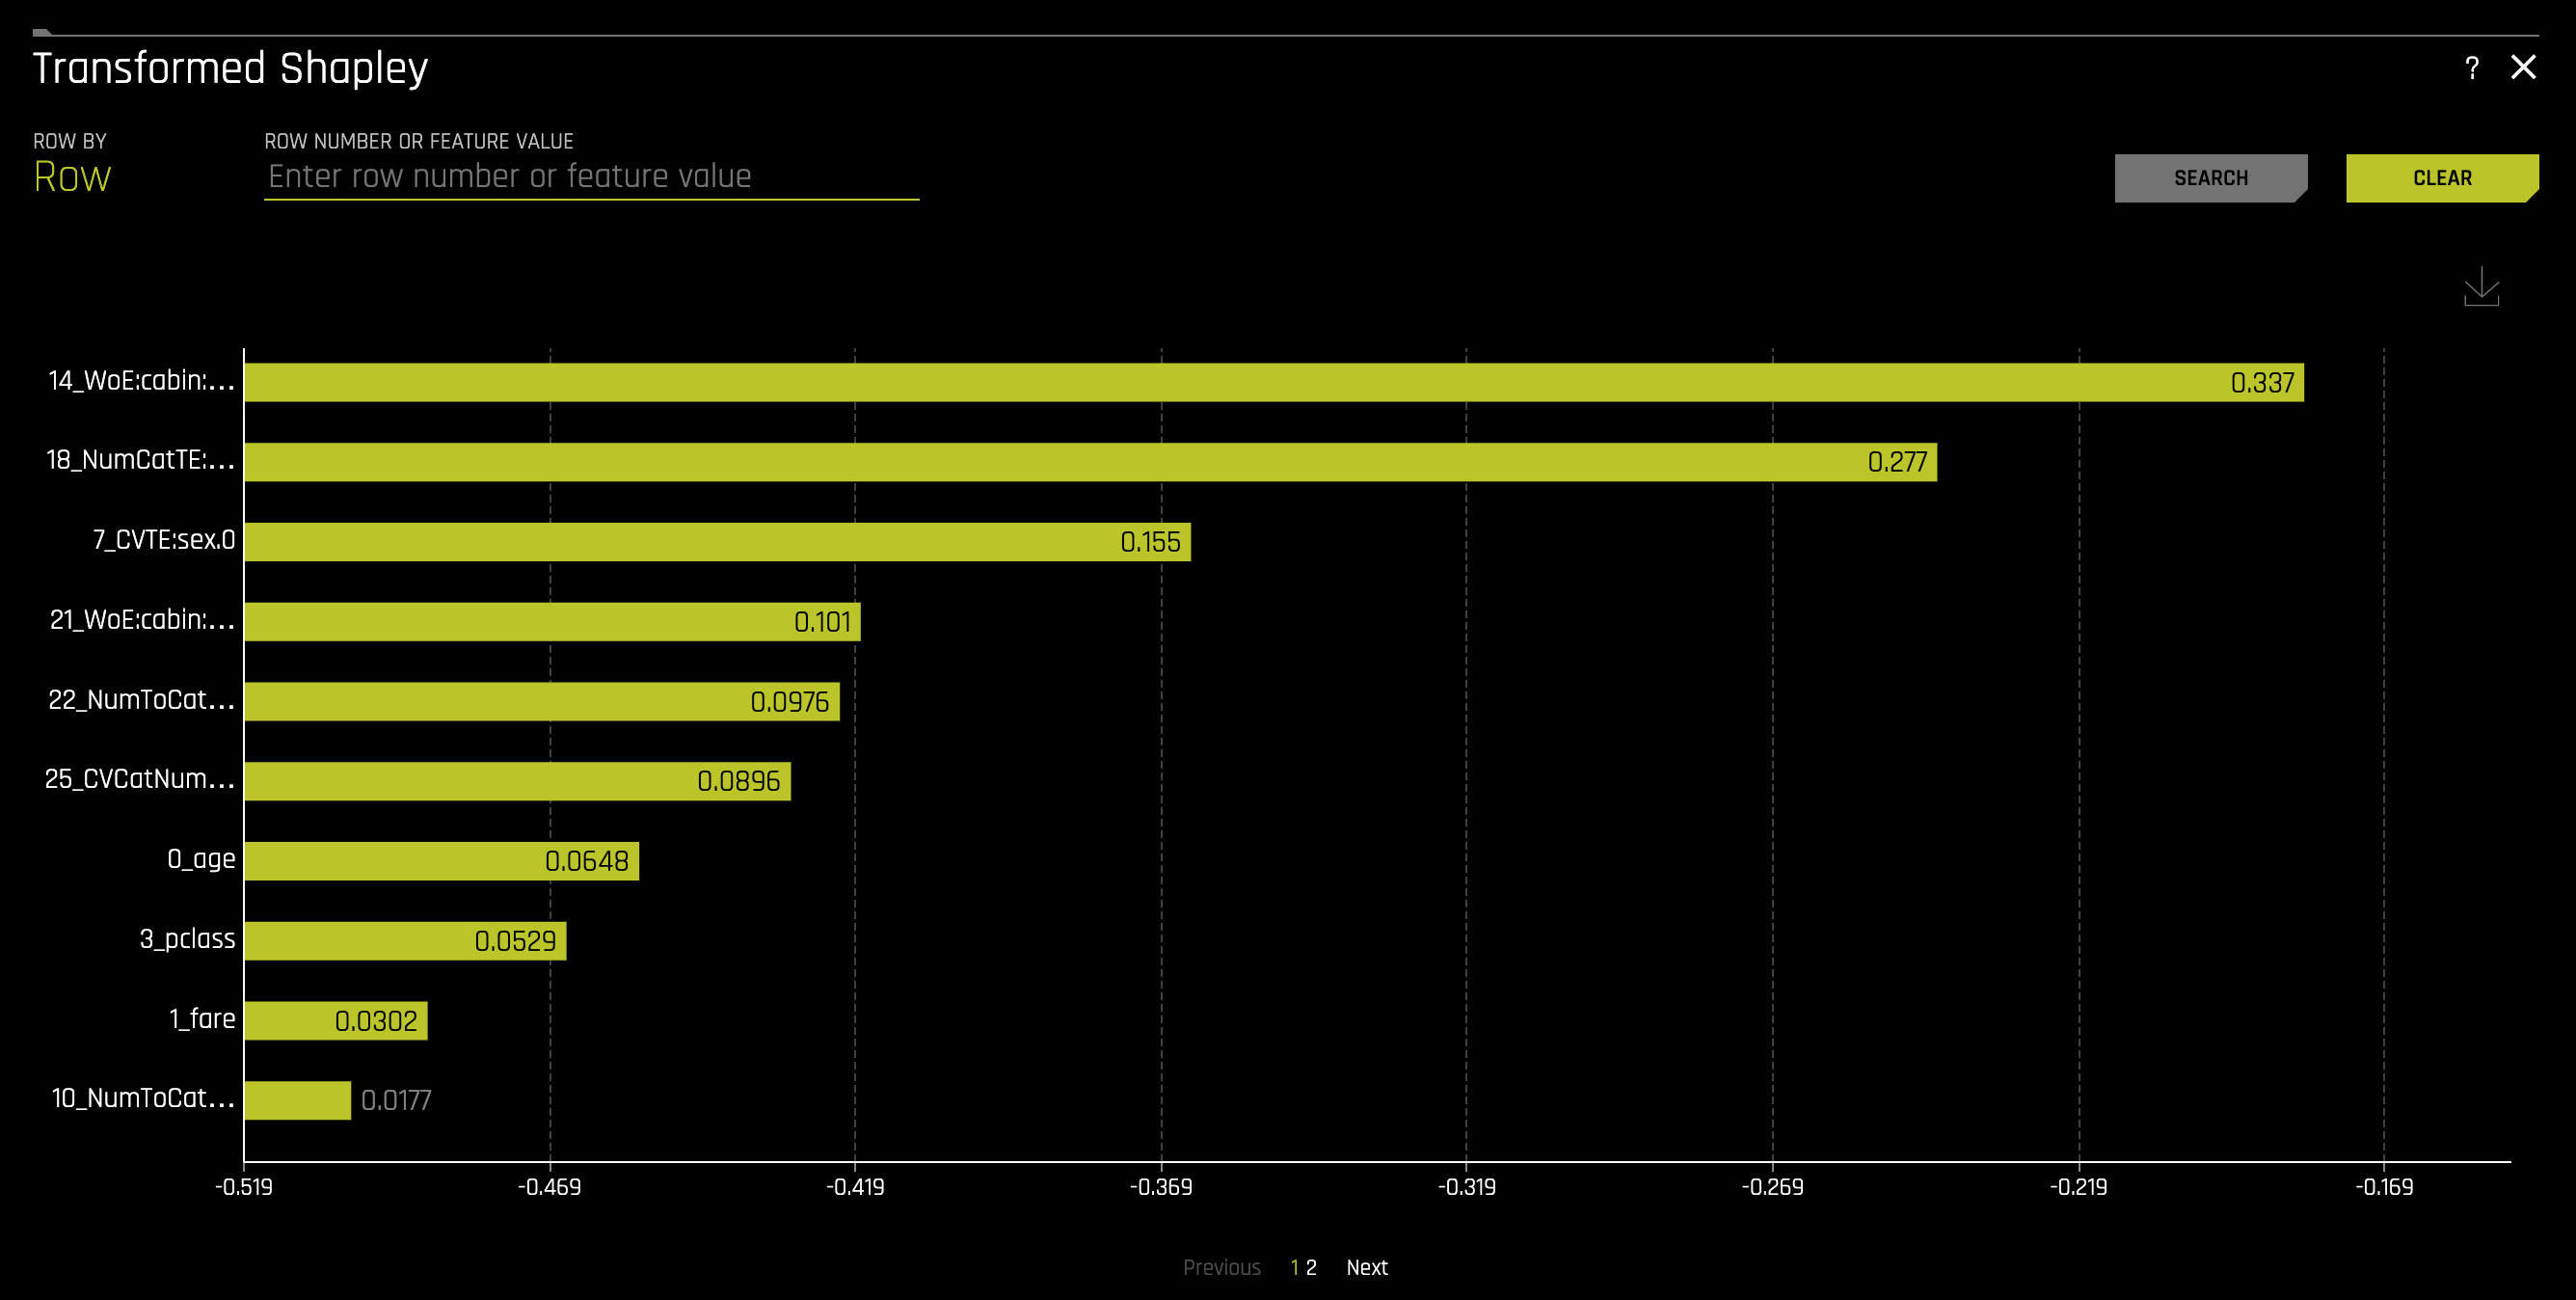 Transformed Shapley
?
ROW BY
Row
ROW NUMBER OR FEATURE VALUE
Enter row number or feature value
SEARCH
CLEAR
14_WoE:cabin:...
0.337
18_NumCatTE:...
0.277
7_CVTE:sex.0
0.155
21_WoE:cabin:...
0.101
22_NumToCat...
0.0976
25_CVCatNum...
0.0896
0_age
0.0648
3_pclass
0.0529
1_fare
0.0302
10_NumToCat...
0.0177
-0.519 -0.469 -0.419 -0.369 -0.319 -0.269 -0.219 -0.169
Previous 1 2 Next